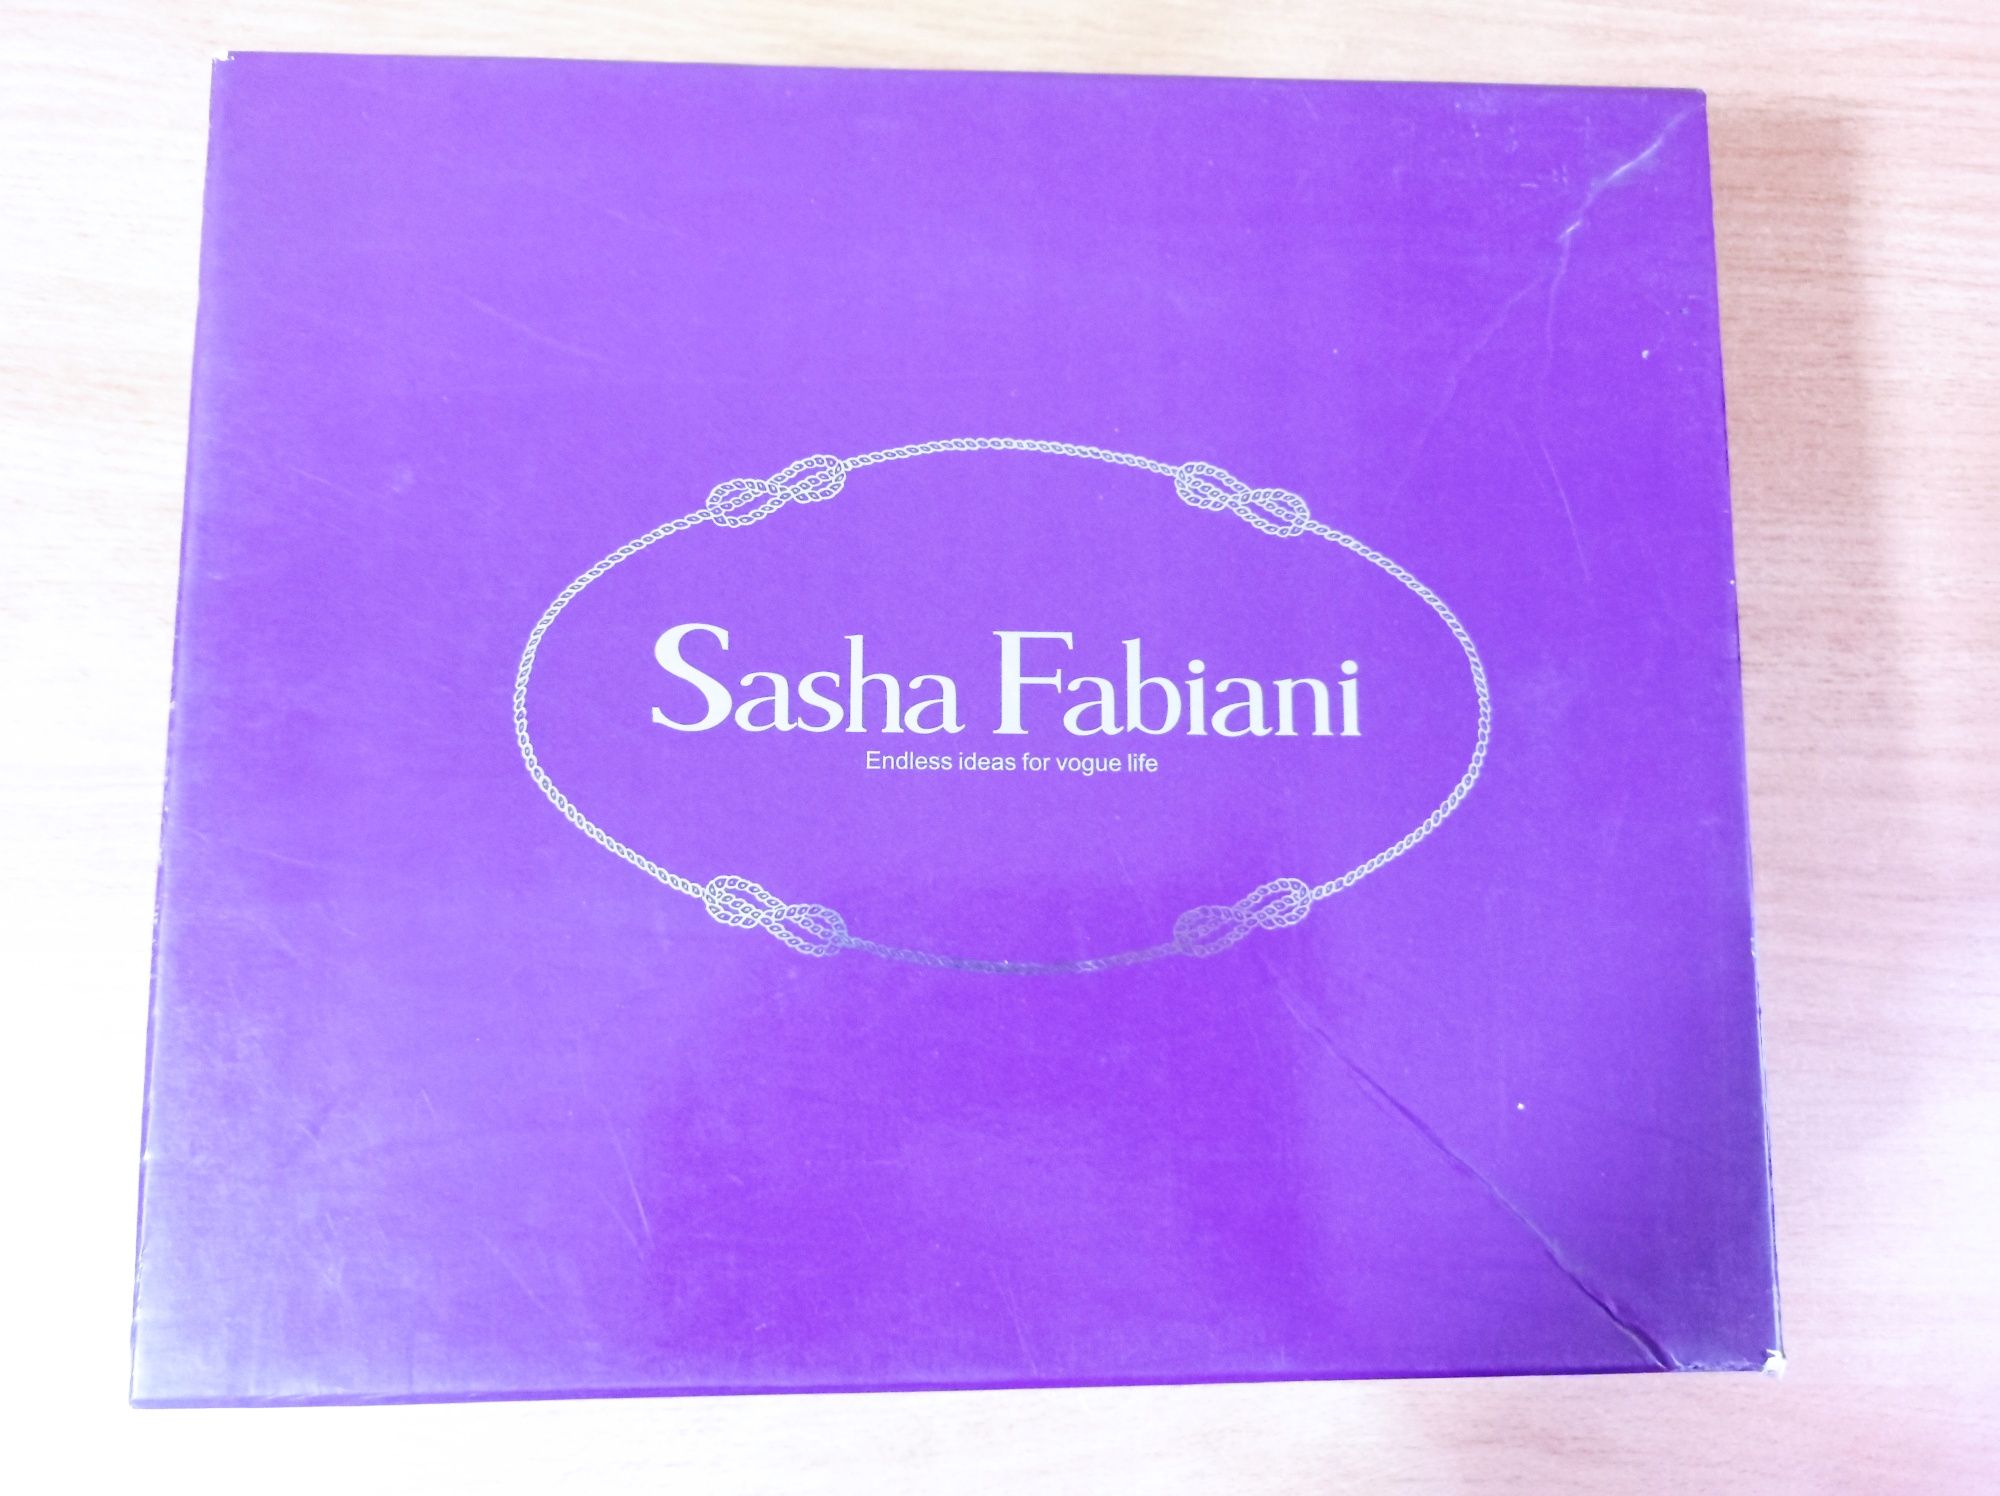 Sasha Fabiani
Endless ideas for vogue life